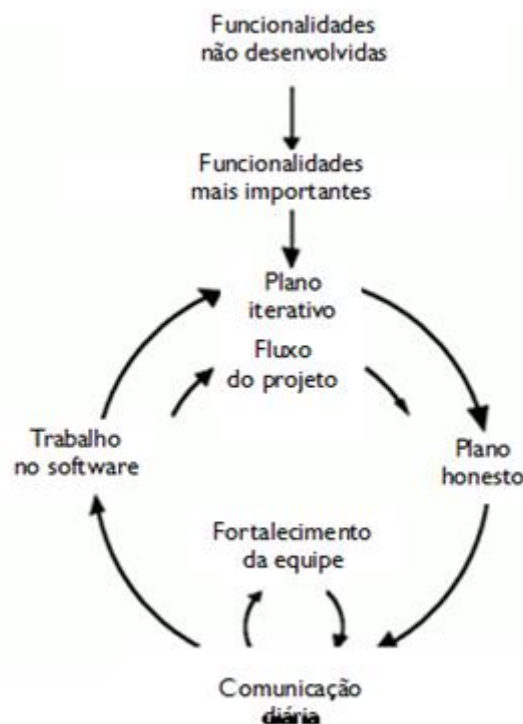 Funcionalidades
não desenvolvidas
Funcionalidades
mais importantes
Plano
iterativo
Fluxo
do projeto
Trabalho
no software
Plano
honesto
Fortalecimento
da equipe
Comunicação
diária